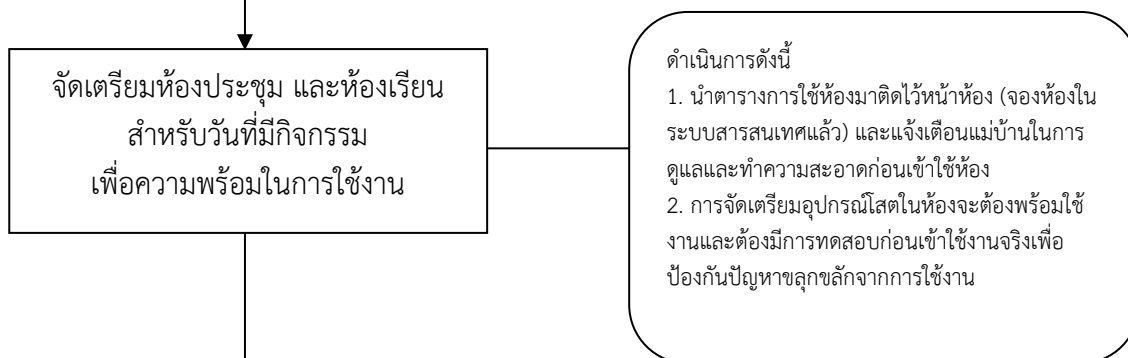 จัดเตรียมห้องประชุม และห้องเรียน
สำหรับวันที่มีกิจกรรม
เพื่อความพร้อมในการใช้งาน
ดำเนินการดังนี้
1. นำตารางการใช้ห้องมาติดไว้หน้าห้อง (จองห้องใน
ระบบสารสนเทศแล้ว) และแจ้งเตือนแม่บ้านในการ
ดูแลและทำความสะอาดก่อนเข้าใช้ห้อง
2. การจัดเตรียมอุปกรณ์โสตในห้องจะต้องพร้อมใช้
งานและต้องมีการทดสอบก่อนเข้าใช้งานจริงเพื่อ
ป้องกันปัญหาขลุกขลักจากการใช้งาน